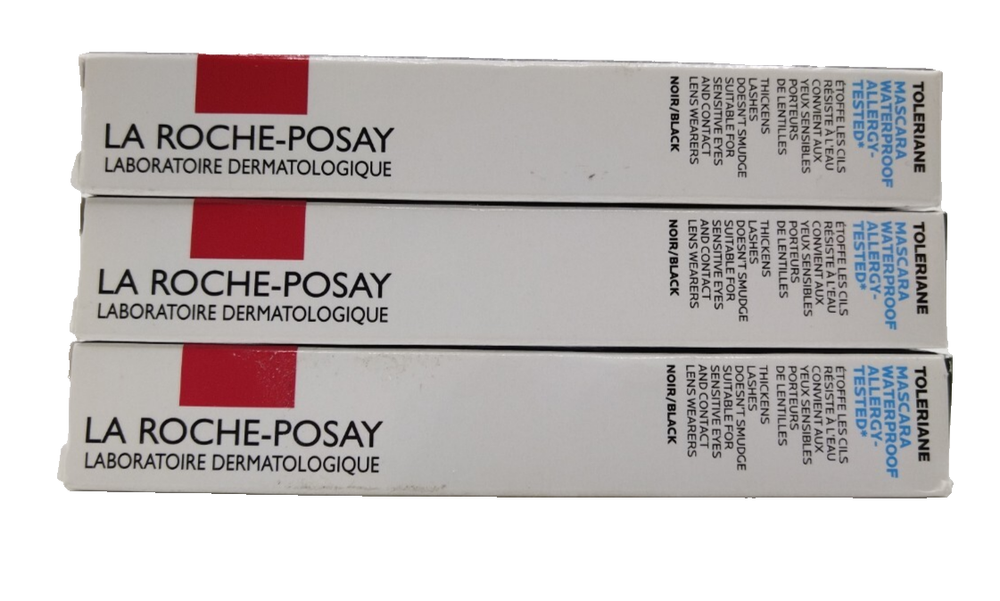 LA ROCHE-POSAY
LABORATOIRE DERMATOLOGIQUE
TOLERIANE
MASCARA
WATERPROOF
ALLERGY-
TESTED*
ÉTOFFE LES CILS
RÉSISTE À L'EAU
CONVIENT AUX
YEUX SENSIBLES
PORTEURS
DE LENTILLES
THICKENS
LASHES
DOESN'T SMUDGE
SUITABLE FOR
SENSITIVE EYES
AND CONTACT
LENS WEARERS
NOIR/BLACK
LA ROCHE-POSAY
LABORATOIRE DERMATOLOGIQUE
TOLERIANE
MASCARA
WATERPROOF
ALLERGY-
TESTED*
ÉTOFFE LES CILS
RÉSISTE À L'EAU
CONVIENT AUX
YEUX SENSIBLES
PORTEURS
DE LENTILLES
THICKENS
LASHES
DOESN'T SMUDGE
SUITABLE FOR
SENSITIVE EYES
AND CONTACT
LENS WEARERS
NOIR/BLACK
LA ROCHE-POSAY
LABORATOIRE DERMATOLOGIQUE
TOLERIANE
MASCARA
WATERPROOF
ALLERGY-
TESTED*
ÉTOFFE LES CILS
RÉSISTE À L'EAU
CONVIENT AUX
YEUX SENSIBLES
PORTEURS
DE LENTILLES
THICKENS
LASHES
DOESN'T SMUDGE
SUITABLE FOR
SENSITIVE EYES
AND CONTACT
LENS WEARERS
NOIR/BLACK